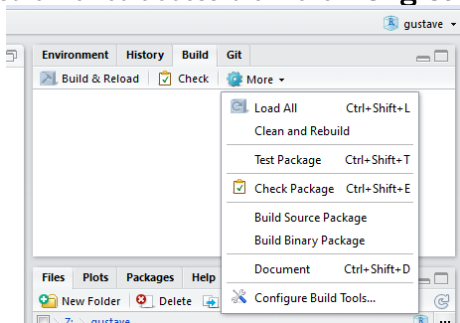 gustave
Environment History Build Git
Build & Reload Check More
Load All Ctrl+Shift+L
Clean and Rebuild
Test Package Ctrl+Shift+T
Check Package Ctrl+Shift+E
Build Source Package
Build Binary Package
Document Ctrl+Shift+D
Configure Build Tools...
Files Plots Packages Help
New Folder Delete
Z: gustave